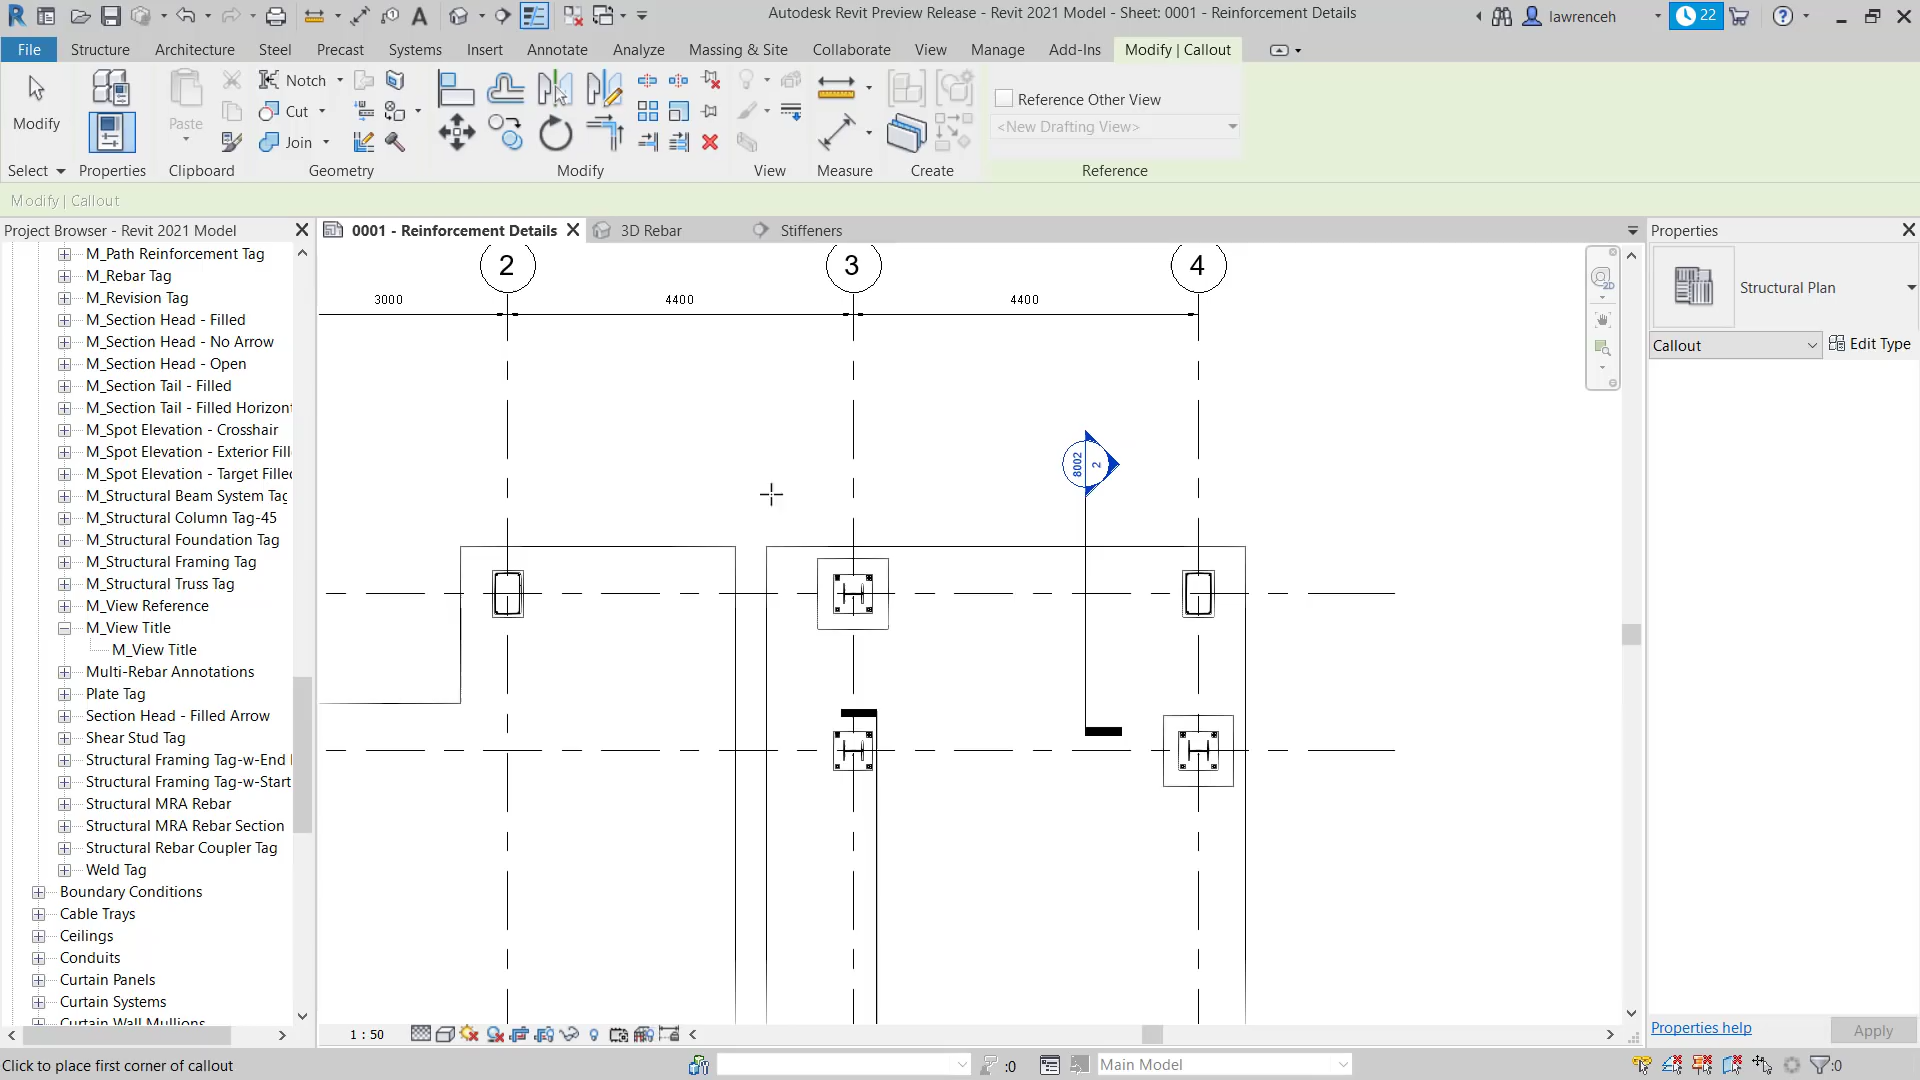 Autodesk Revit Preview Release - Revit 2021 Model - Sheet: 0001 - Reinforcement Details
lawrenceh
22
File Structure Architecture Steel Precast Systems Insert Annotate Analyze Massing & Site Collaborate View Manage Add-Ins Modify | Callout
Modify
Paste
Notch
Cut
Join
Reference Other View
<New Drafting View>
Select Properties Clipboard Geometry Modify View Measure Create Reference
Modify | Callout
Project Browser - Revit 2021 Model
M_Path Reinforcement Tag
M_Rebar Tag
M_Revision Tag
M_Section Head - Filled
M_Section Head - No Arrow
M_Section Head - Open
M_Section Tail - Filled
M_Section Tail - Filled Horizon
M_Spot Elevation - Crosshair
M_Spot Elevation - Exterior Fill
M_Spot Elevation - Target Filled
M_Structural Beam System Tag
M_Structural Column Tag-45
M_Structural Foundation Tag
M_Structural Framing Tag
M_Structural Truss Tag
M_View Reference
M_View Title
M_View Title
Multi-Rebar Annotations
Plate Tag
Section Head - Filled Arrow
Shear Stud Tag
Structural Framing Tag-w-End
Structural Framing Tag-w-Start
Structural MRA Rebar
Structural MRA Rebar Section
Structural Rebar Coupler Tag
Weld Tag
Boundary Conditions
Cable Trays
Ceilings
Conduits
Curtain Panels
Curtain Systems
Curtain Wall Mullions
0001 - Reinforcement Details
3D Rebar
Stiffeners
2 3 4
3000 4400 4400
8002
2
2D
1 : 50
Properties
Structural Plan
Callout
Edit Type
Properties help
Apply
Click to place first corner of callout
:0
Main Model
:0